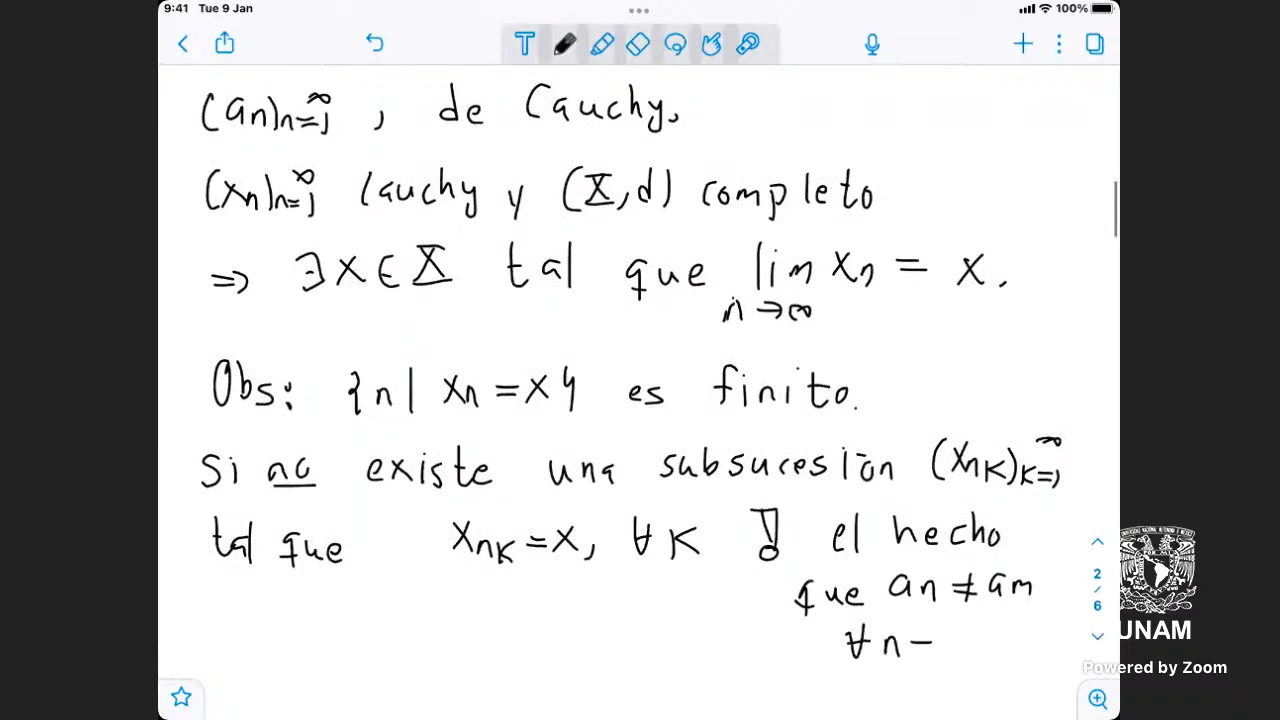 9:41 Tue 9 Jan 100%
(an)n=1^∞, de Cauchy.
(xn)n=1^∞ Cauchy y (X,d) completo
=> ∃x∈X tal que lim xn = x.
n→∞
Obs: {n| xn = x} es finito.
Si no existe una subsucesión (xnk)k=1^∞
tal que xnk = x, ∀k ! el hecho
que an ≠ am
∀n -
2
/
6
UNAM
Powered by Zoom